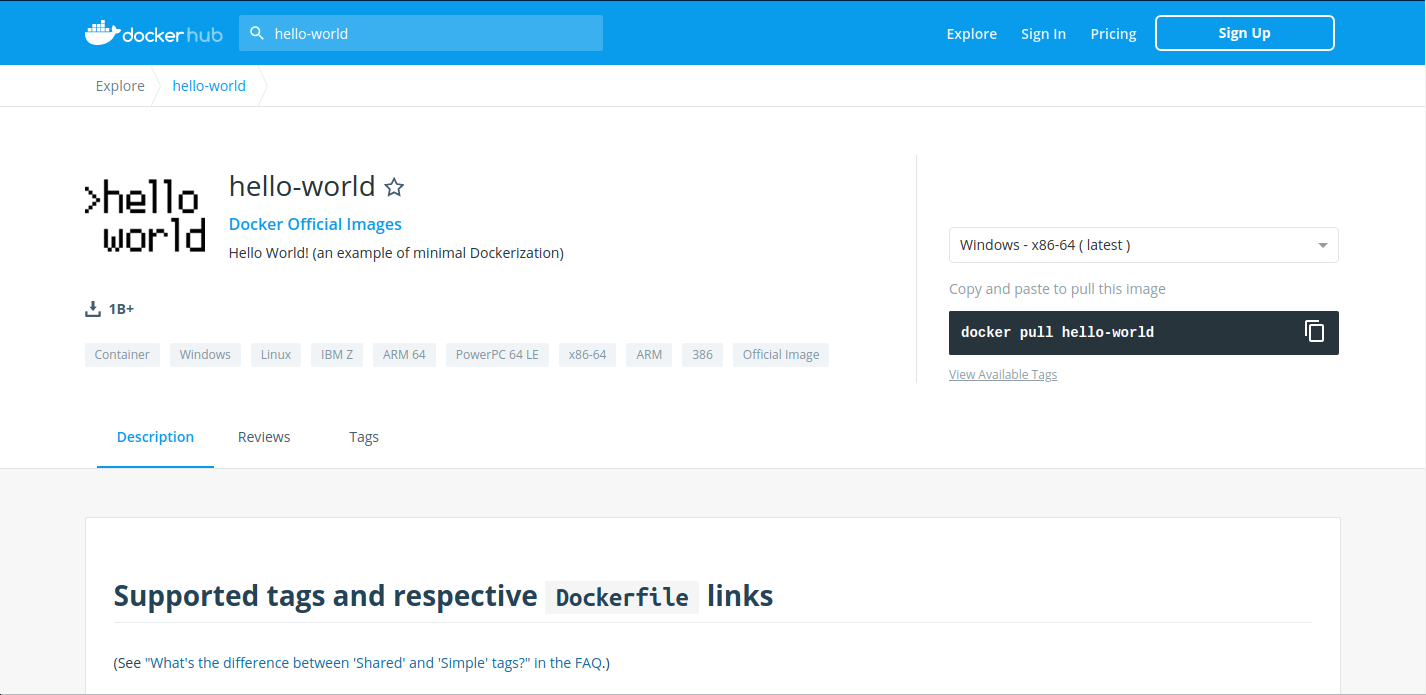 docker hub
hello-world
Explore
Sign In
Pricing
Sign Up
Explore
hello-world
>hello
world
hello-world
Docker Official Images
Hello World! (an example of minimal Dockerization)
1B+
Container
Windows
Linux
IBM Z
ARM 64
PowerPC 64 LE
x86-64
ARM
386
Official Image
Windows - x86-64 ( latest )
Copy and paste to pull this image
docker pull hello-world
View Available Tags
Description
Reviews
Tags
Supported tags and respective Dockerfile links
(See "What's the difference between 'Shared' and 'Simple' tags?" in the FAQ.)